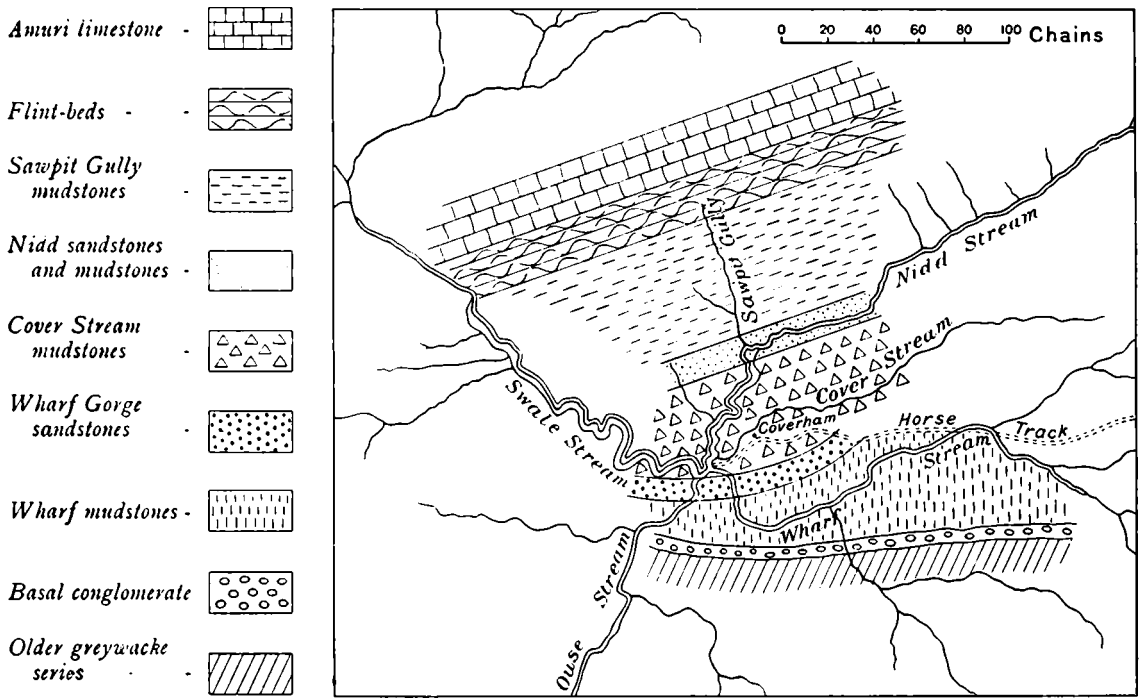 Amuri limestone -
Flint-beds - -
Sawpit Gully
mudstones -
Nidd sandstones
and mudstones -
Cover Stream
mudstones -
Wharf Gorge
sandstones -
Wharf mudstones -
Basal conglomerate
Older greywacke
series - -
0 20 40 60 80 100 Chains
Sawpit Gully
Nidd Stream
Cover Stream
Swale Stream
Coverham
Horse Track
Wharf Stream
Ouse Stream